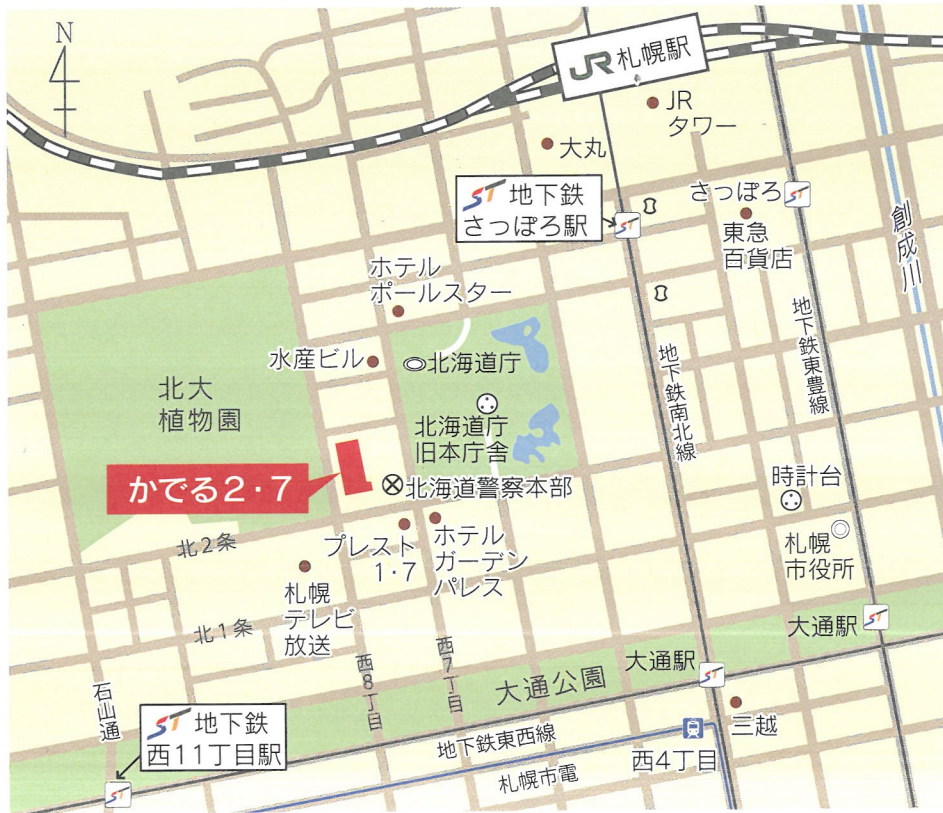 N
JR 札幌駅
JR
タワー
大丸
ST 地下鉄
さっぽろ駅
さっぽろ
ST
ST
東急
百貨店
創成川
ホテル
ポールスター
水産ビル
北海道庁
北大
植物園
北海道庁
旧本庁舎
地下鉄南北線
地下鉄東豊線
かでる2・7
北海道警察本部
時計台
プレスト
1・7
ホテル
ガーデン
パレス
札幌
市役所
北2条
札幌
テレビ
放送
北1条
大通駅
ST
西8丁目
西7丁目
大通公園
大通駅
ST
石山通
ST 地下鉄
西11丁目駅
ST
地下鉄東西線
三越
西4丁目
札幌市電